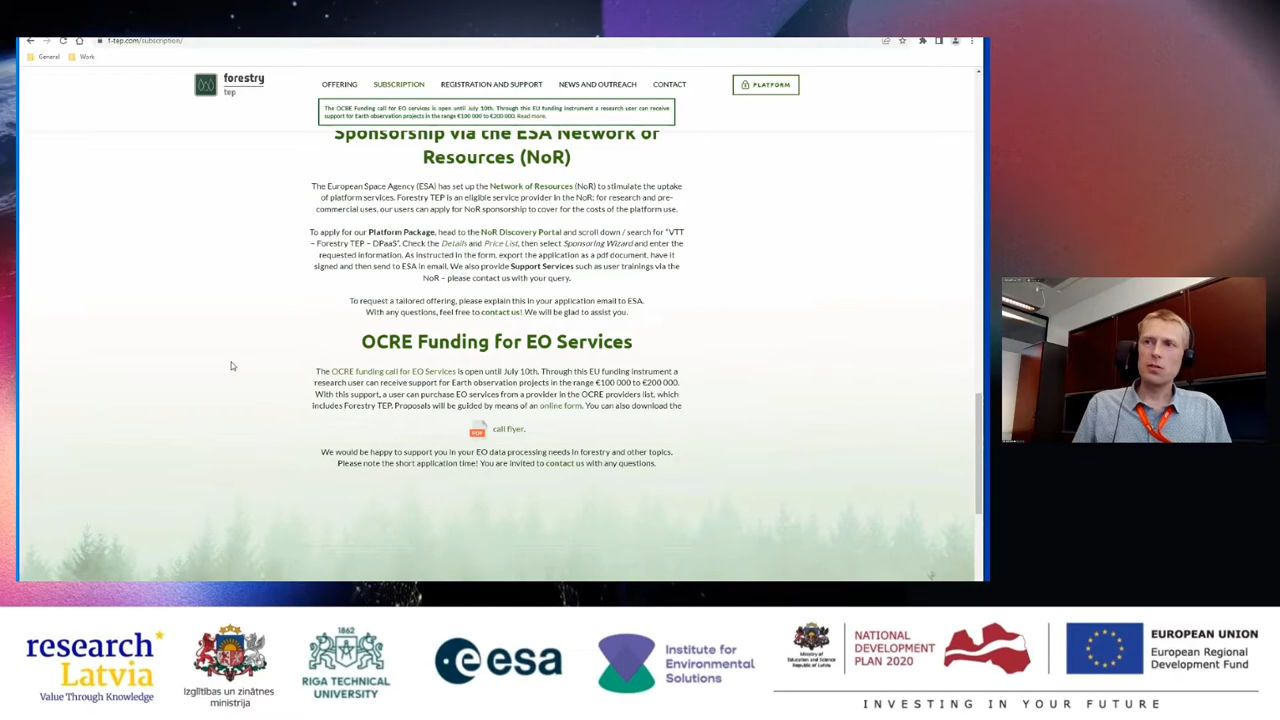 f-tep.com/subscription/
General
Work
forestry
tep
OFFERING
SUBSCRIPTION
REGISTRATION AND SUPPORT
NEWS AND OUTREACH
CONTACT
PLATFORM
The OCRE Funding call for EO services is open until July 10th. Through this EU funding instrument a research user can receive
support for Earth observation projects in the range €100 000 to €200 000. Read more.
Sponsorship via the ESA Network of
Resources (NoR)
The European Space Agency (ESA) has set up the Network of Resources (NoR) to stimulate the uptake
of platform services. Forestry TEP is an eligible service provider in the NoR; for research and pre-
commercial uses, our users can apply for NoR sponsorship to cover for the costs of the platform use.
To apply for our Platform Package, head to the NoR Discovery Portal and scroll down / search for "VTT
– Forestry TEP – DPaaS". Check the Details and Price List, then select Sponsoring Wizard and enter the
requested information. As instructed in the form, export the application as a pdf document, have it
signed and then send to ESA in email. We also provide Support Services such as user trainings via the
NoR – please contact us with your query.
To request a tailored offering, please explain this in your application email to ESA.
With any questions, feel free to contact us! We will be glad to assist you.
OCRE Funding for EO Services
The OCRE funding call for EO Services is open until July 10th. Through this EU funding instrument a
research user can receive support for Earth observation projects in the range €100 000 to €200 000.
With this support, a user can purchase EO services from a provider in the OCRE providers list, which
includes Forestry TEP. Proposals will be guided by means of an online form. You can also download the
PDF
call flyer.
We would be happy to support you in your EO data processing needs in forestry and other topics.
Please note the short application time! You are invited to contact us with any questions.
research
Latvia
Value Through Knowledge
Izglītības un zinātnes
ministrija
1862
RIGA TECHNICAL
UNIVERSITY
esa
Institute for
Environmental
Solutions
Ministry of
Education and Science
Republic of Latvia
NATIONAL
DEVELOPMENT
PLAN 2020
EUROPEAN UNION
European Regional
Development Fund
INVESTING IN YOUR FUTURE